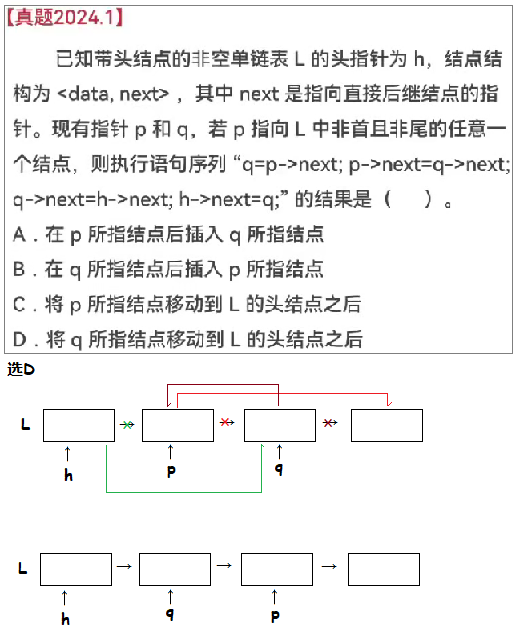 【真题2024.1】
已知带头结点的非空单链表 L 的头指针为 h，结点结
构为 <data, next> ，其中 next 是指向直接后继结点的指
针。现有指针 p 和 q，若 p 指向 L 中非首且非尾的任意一
个结点，则执行语句序列 “q=p->next; p->next=q->next;
q->next=h->next; h->next=q;” 的结果是（ ）。
A．在 p 所指结点后插入 q 所指结点
B．在 q 所指结点后插入 p 所指结点
C．将 p 所指结点移动到 L 的头结点之后
D．将 q 所指结点移动到 L 的头结点之后
选D
L
h p q
L
h q p